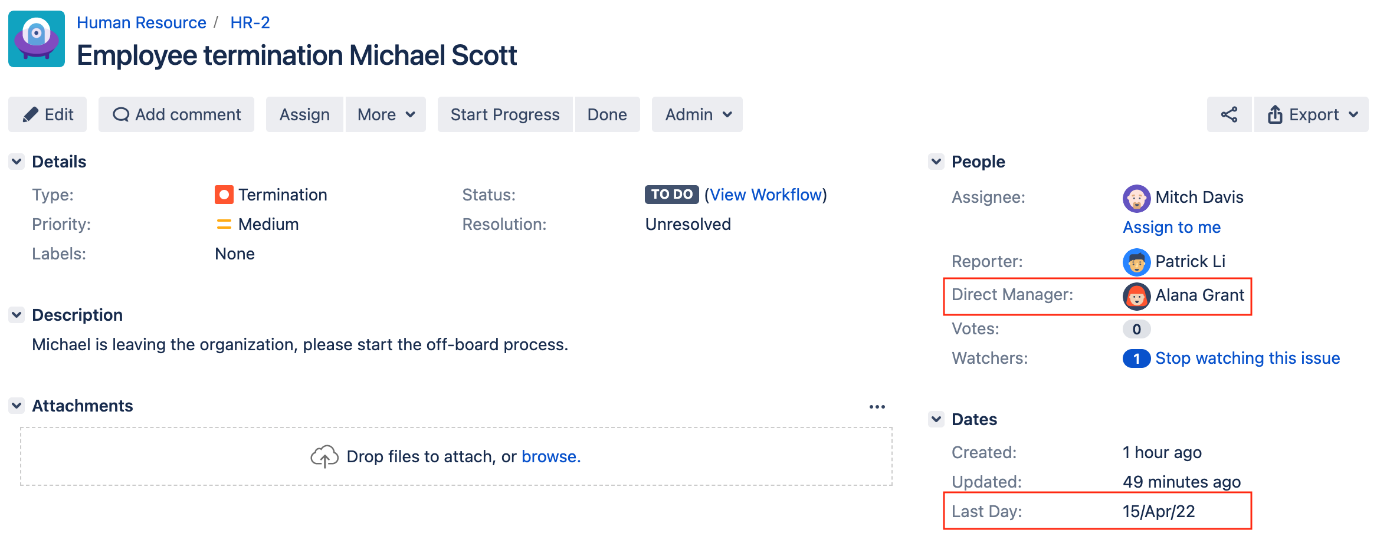 Human Resource / HR-2
Employee termination Michael Scott
Edit Add comment Assign More Start Progress Done Admin Export
Details
Type: Termination Status: TO DO (View Workflow)
Priority: Medium Resolution: Unresolved
Labels: None
Description
Michael is leaving the organization, please start the off-board process.
Attachments
Drop files to attach, or browse.
People
Assignee: Mitch Davis
Assign to me
Reporter: Patrick Li
Direct Manager: Alana Grant
Votes: 0
Watchers: 1 Stop watching this issue
Dates
Created: 1 hour ago
Updated: 49 minutes ago
Last Day: 15/Apr/22